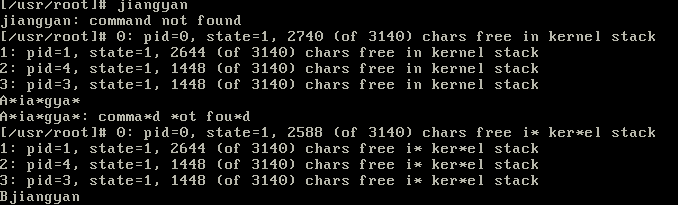 [/usr/root]# jiangyan
jiangyan: command not found
[/usr/root]# 0: pid=0, state=1, 2740 (of 3140) chars free in kernel stack
1: pid=1, state=1, 2644 (of 3140) chars free in kernel stack
2: pid=4, state=1, 1448 (of 3140) chars free in kernel stack
3: pid=3, state=1, 1448 (of 3140) chars free in kernel stack
A*ia*gya*
A*ia*gya*: comma*d *ot fou*d
[/usr/root]# 0: pid=0, state=1, 2588 (of 3140) chars free i* ker*el stack
1: pid=1, state=1, 2644 (of 3140) chars free i* ker*el stack
2: pid=4, state=1, 1448 (of 3140) chars free i* ker*el stack
3: pid=3, state=1, 1448 (of 3140) chars free i* ker*el stack
Bjiangyan